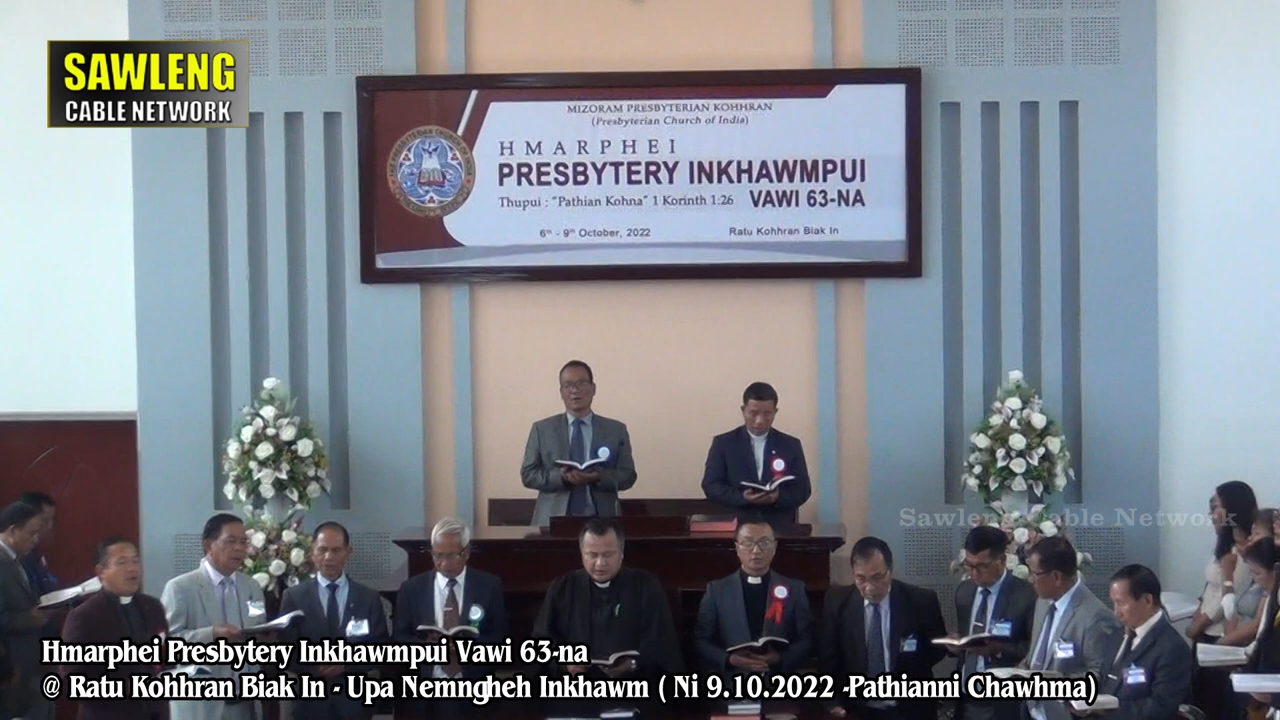 SAWLENG
CABLE NETWORK
MIZORAM PRESBYTERIAN KOHHRAN
(Presbyterian Church of India)
HMARPHEI
PRESBYTERY INKHAWMPUI
Thupui : "Pathian Kohna" 1 Korinth 1:26 VAWI 63-NA
6th - 9th October, 2022 Ratu Kohhran Biak In
Sawleng Cable Network
Hmarphei Presbytery Inkhawmpui Vawi 63-na
@ Ratu Kohhran Biak In - Upa Nemngheh Inkhawm ( Ni 9.10.2022 -Pathianni Chawhma)